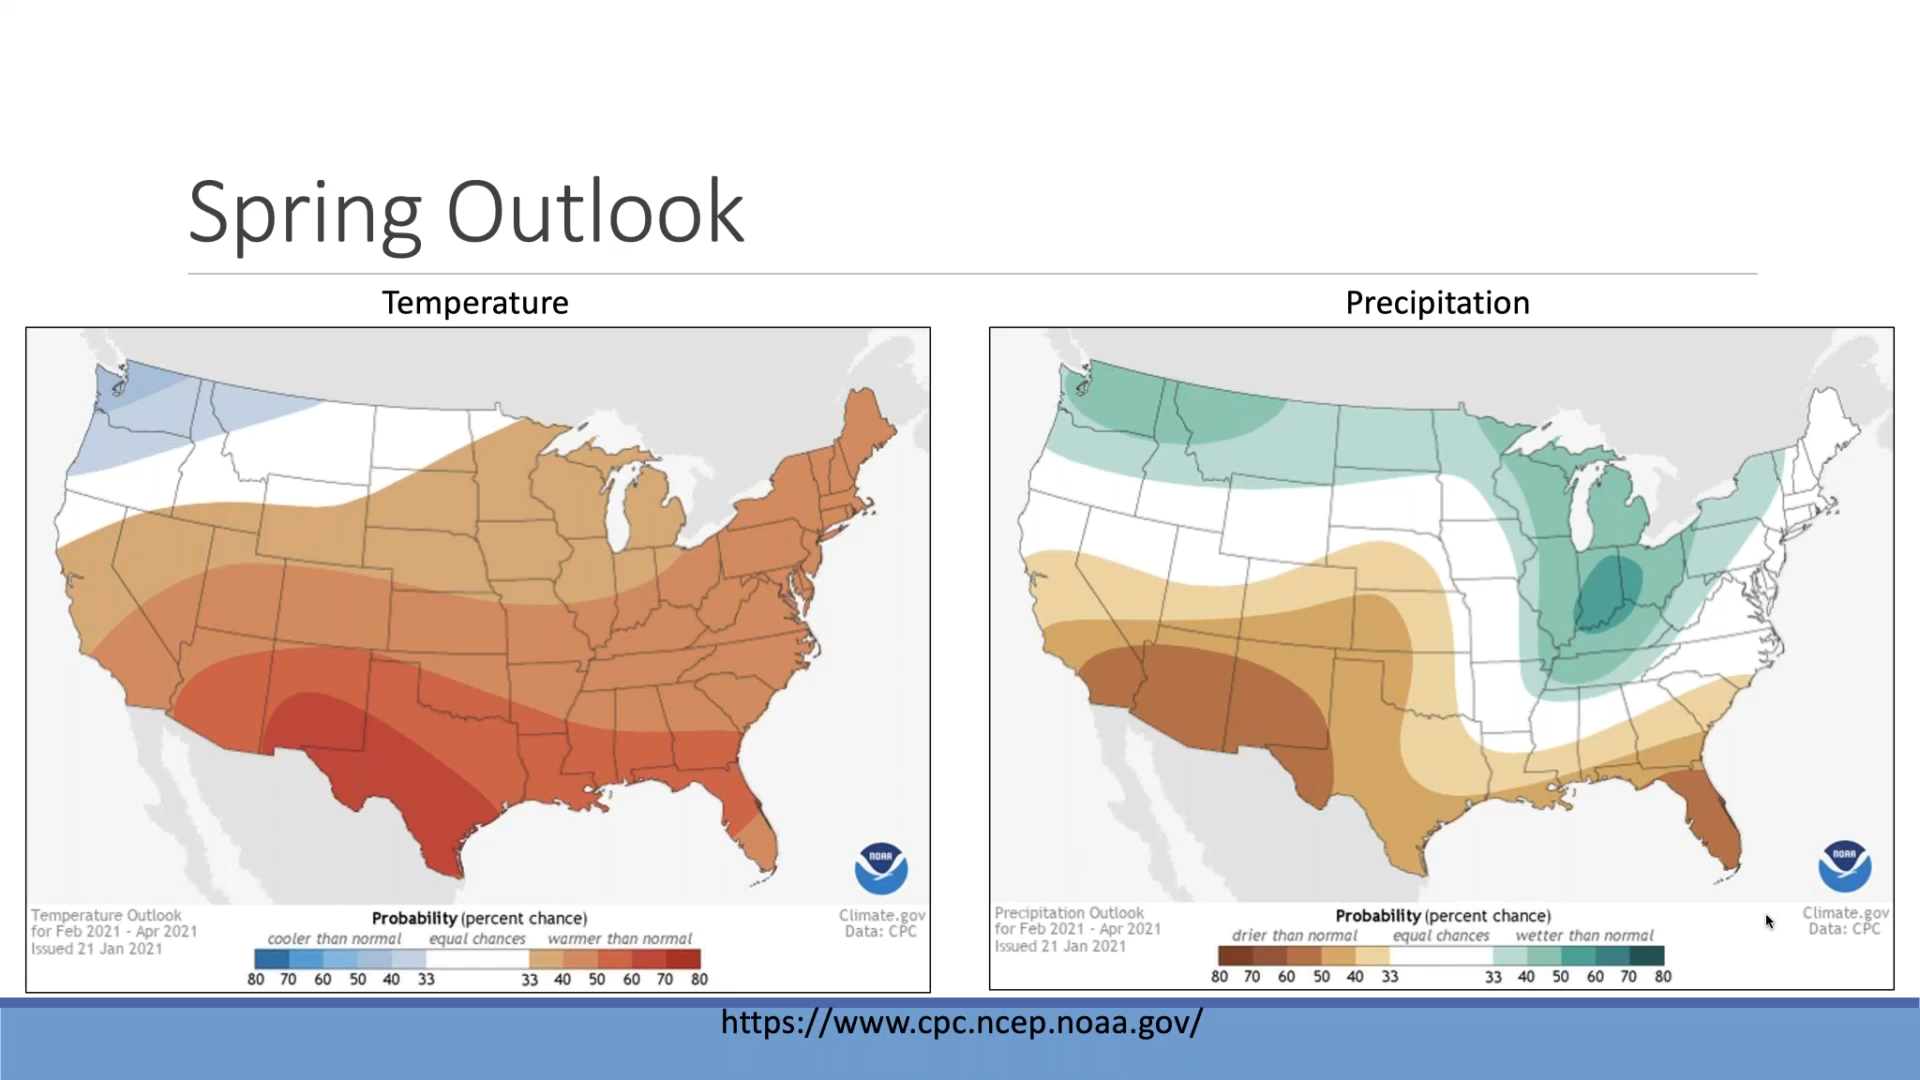 Spring Outlook
Temperature
Precipitation
NOAA
Temperature Outlook
for Feb 2021 - Apr 2021
Issued 21 Jan 2021
Probability (percent chance)
cooler than normal equal chances warmer than normal
80 70 60 50 40 33 33 40 50 60 70 80
Climate.gov
Data: CPC
NOAA
Precipitation Outlook
for Feb 2021 - Apr 2021
Issued 21 Jan 2021
Probability (percent chance)
drier than normal equal chances wetter than normal
80 70 60 50 40 33 33 40 50 60 70 80
Climate.gov
Data: CPC
https://www.cpc.ncep.noaa.gov/